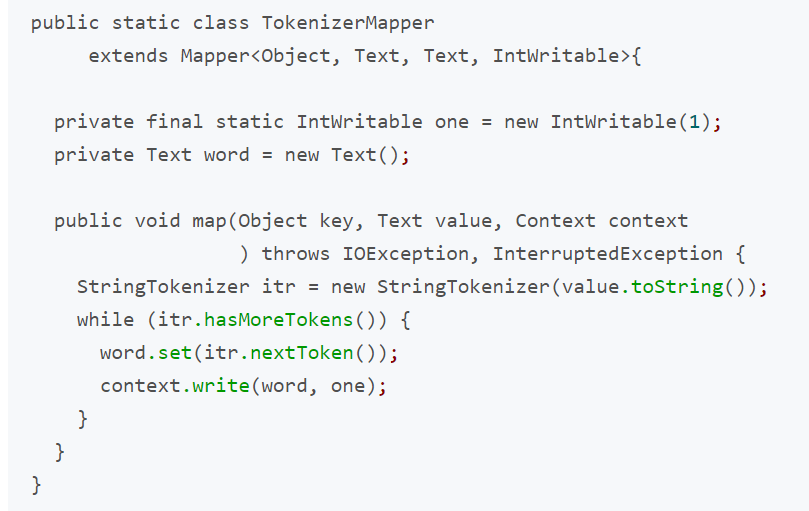 public static class TokenizerMapper
     extends Mapper<Object, Text, Text, IntWritable>{

  private final static IntWritable one = new IntWritable(1);
  private Text word = new Text();

  public void map(Object key, Text value, Context context
                  ) throws IOException, InterruptedException {
    StringTokenizer itr = new StringTokenizer(value.toString());
    while (itr.hasMoreTokens()) {
      word.set(itr.nextToken());
      context.write(word, one);
    }
  }
}